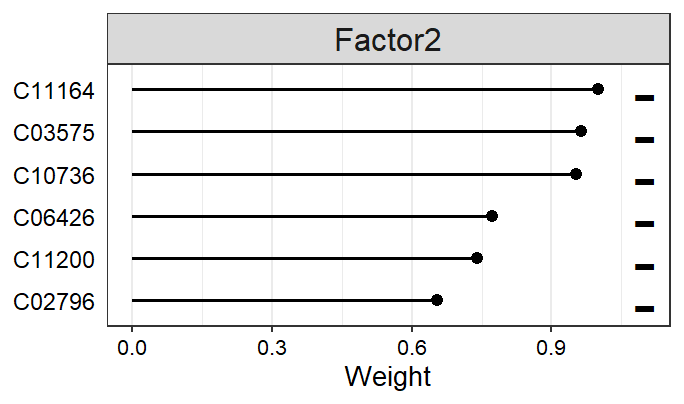 Factor2
C11164 -
C03575 -
C10736 -
C06426 -
C11200 -
C02796 -
0.0 0.3 0.6 0.9
Weight